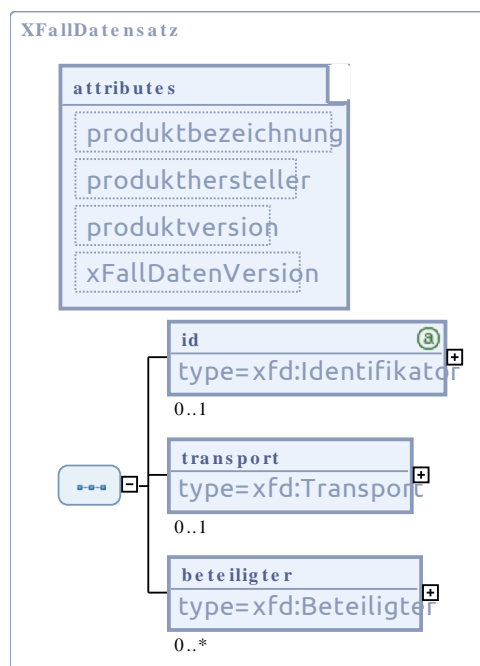 XFallDatensatz
attributes
produktbezeichnung
produkthersteller
produktversion
xFallDatenVersion
id
a
type=xfd:Identifikator
0..1
transport
type=xfd:Transport
0..1
beteiligter
type=xfd:Beteiligter
0..*